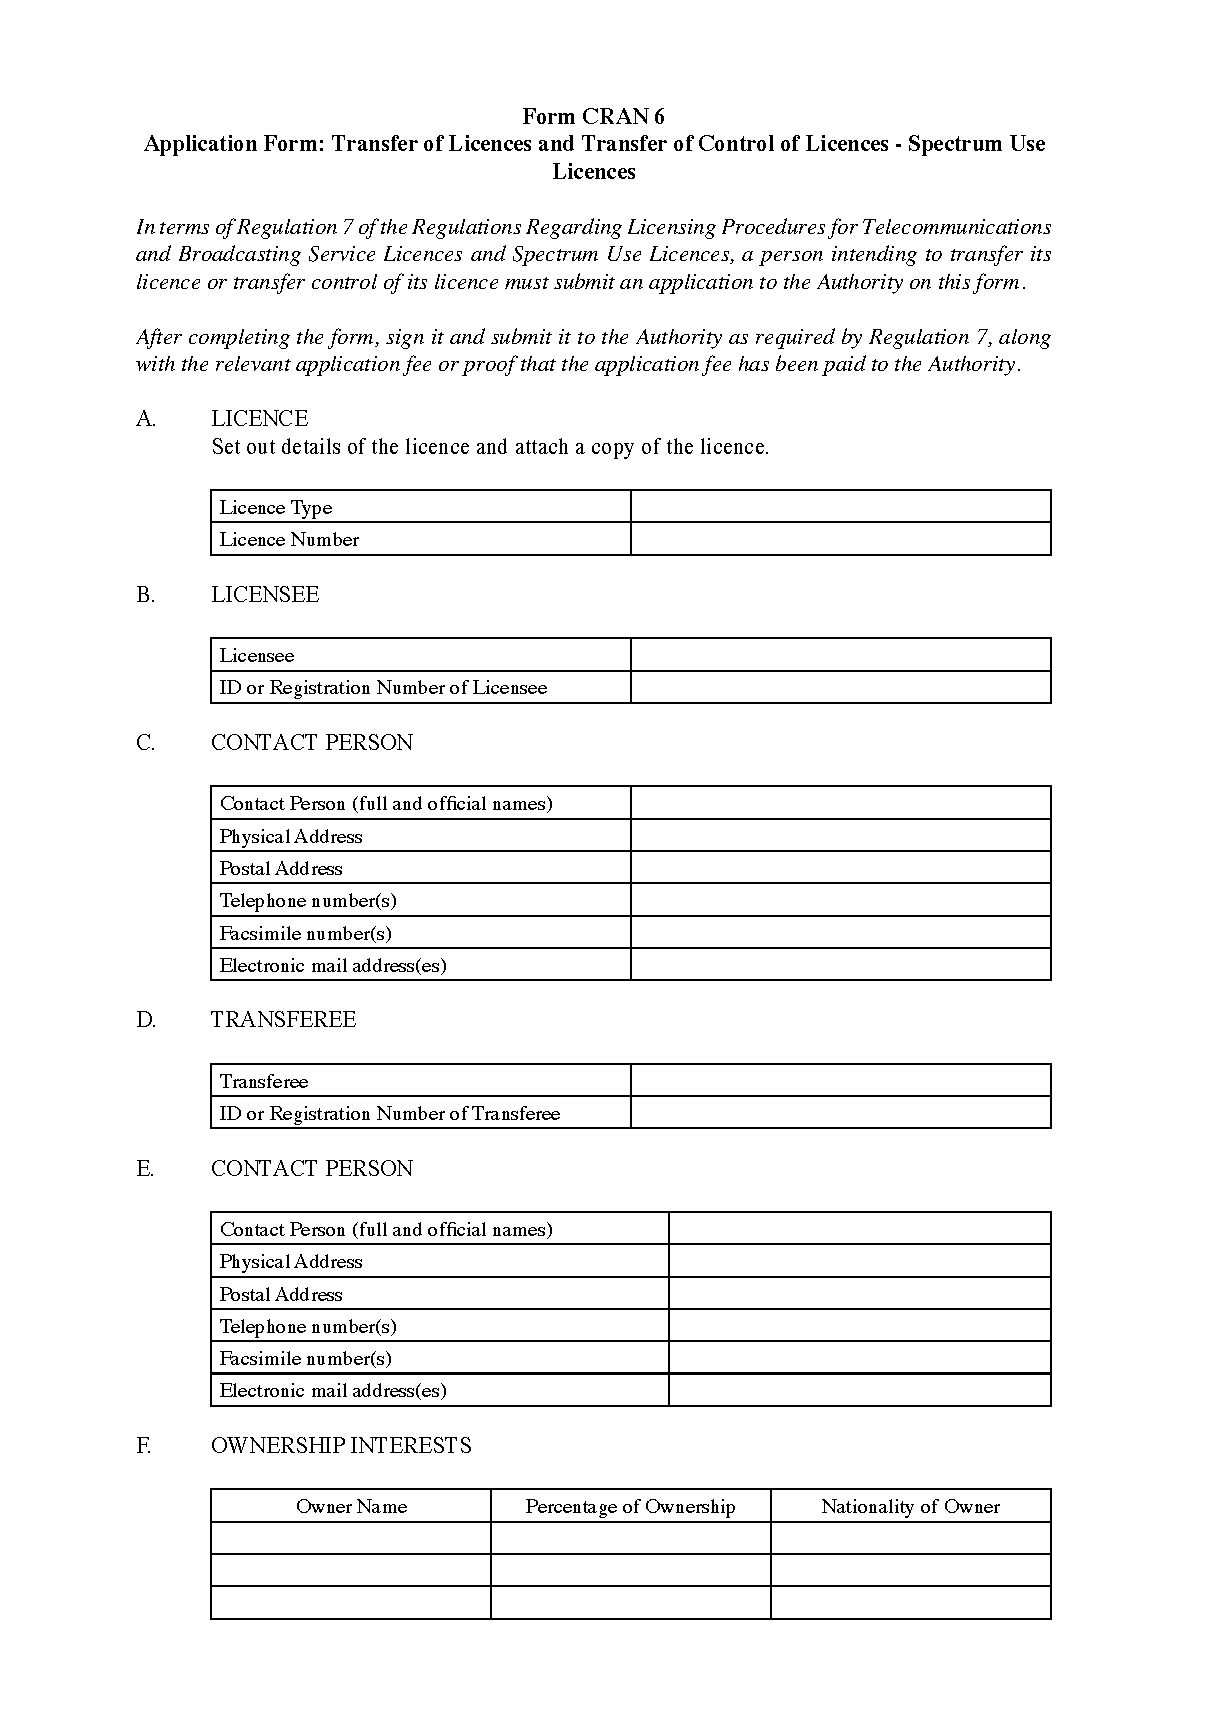 Form CRAN 6
Application Form: Transfer of Licences and Transfer of Control of Licences - Spectrum Use
Licences
In terms of Regulation 7 of the Regulations Regarding Licensing Procedures for Telecommunications
and Broadcasting Service Licences and Spectrum Use Licences, a person intending to transfer its
licence or transfer control of its licence must submit an application to the Authority on this form.
After completing the form, sign it and submit it to the Authority as required by Regulation 7, along
with the relevant application fee or proof that the application fee has been paid to the Authority.
A. LICENCE
Set out details of the licence and attach a copy of the licence.
Licence Type
Licence Number
B. LICENSEE
Licensee
ID or Registration Number of Licensee
C. CONTACT PERSON
Contact Person (full and official names)
Physical Address
Postal Address
Telephone number(s)
Facsimile number(s)
Electronic mail address(es)
D. TRANSFEREE
Transferee
ID or Registration Number of Transferee
E. CONTACT PERSON
Contact Person (full and official names)
Physical Address
Postal Address
Telephone number(s)
Facsimile number(s)
Electronic mail address(es)
F. OWNERSHIP INTERESTS
Owner Name Percentage of Ownership Nationality of Owner